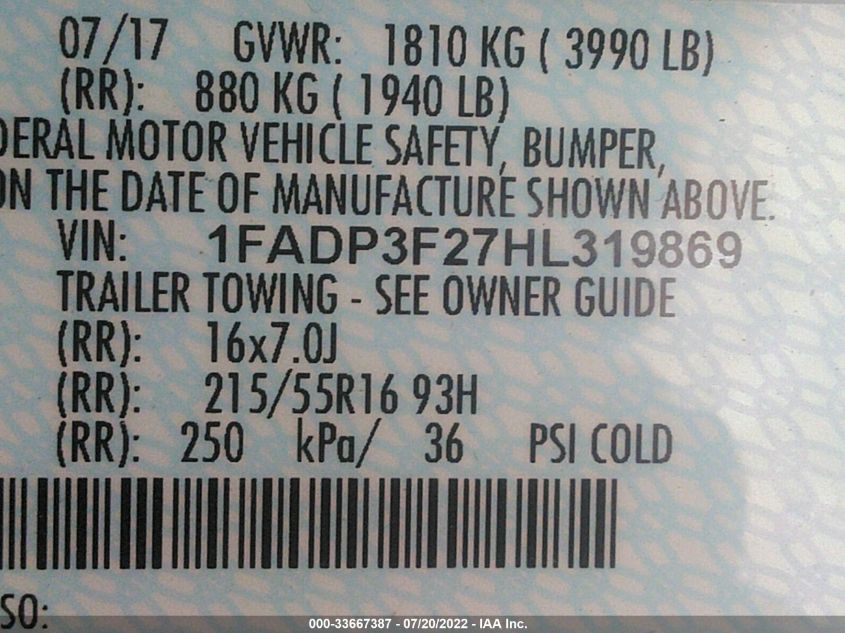 07/17 GVWR: 1810 KG ( 3990 LB)
(RR): 880 KG ( 1940 LB)
DERAL MOTOR VEHICLE SAFETY, BUMPER,
ON THE DATE OF MANUFACTURE SHOWN ABOVE.
VIN: 1FADP3F27HL319869
TRAILER TOWING - SEE OWNER GUIDE
(RR): 16x7.0J
(RR): 215/55R16 93H
(RR): 250 kPa/ 36 PSI COLD
SO:
000-33667387 - 07/20/2022 - IAA Inc.